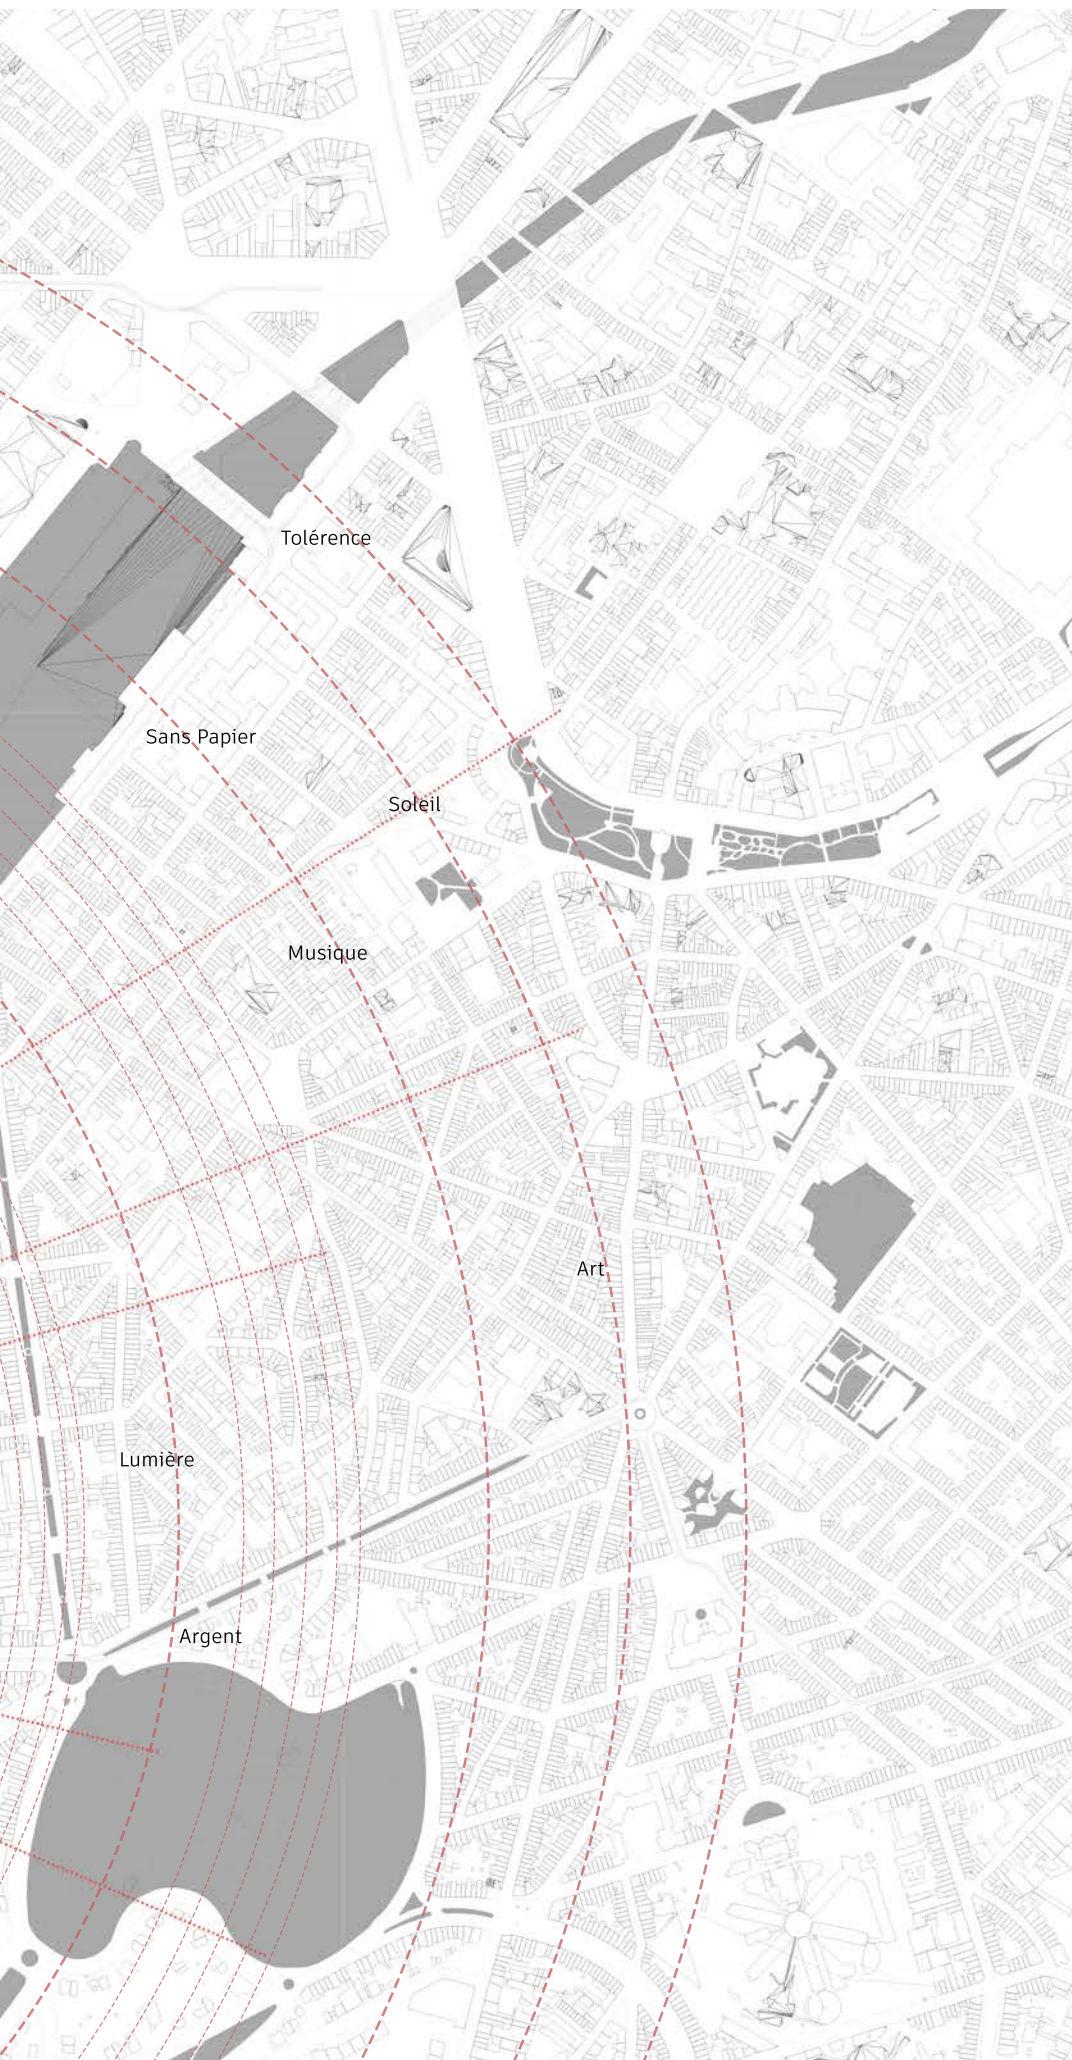 Tolérence
Sans Papier
Soleil
Musique
Art
Lumière
Argent